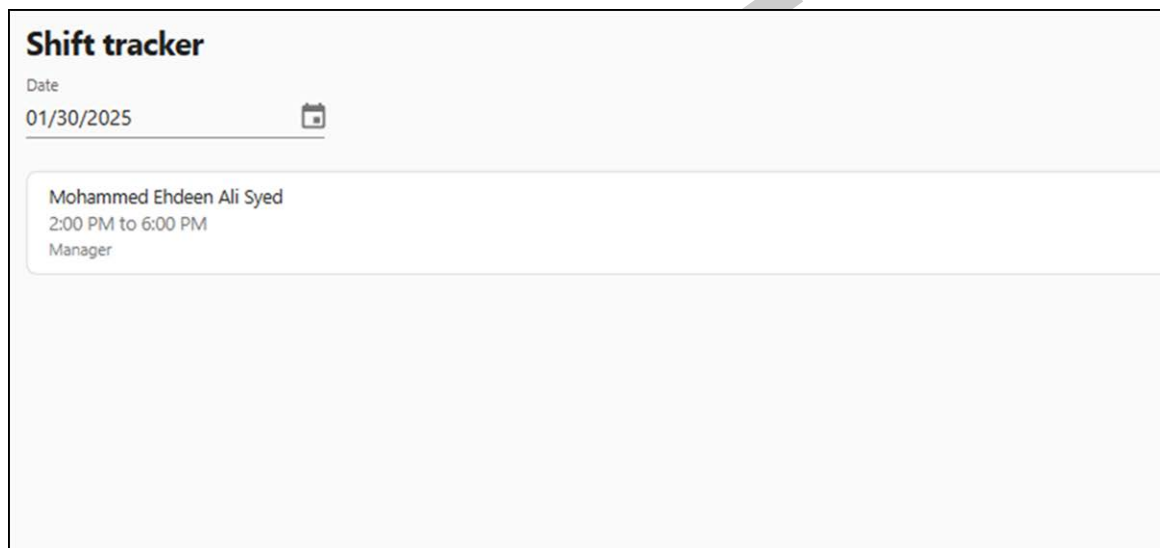 Shift tracker
Date
01/30/2025
Mohammed Ehdeen Ali Syed
2:00 PM to 6:00 PM
Manager